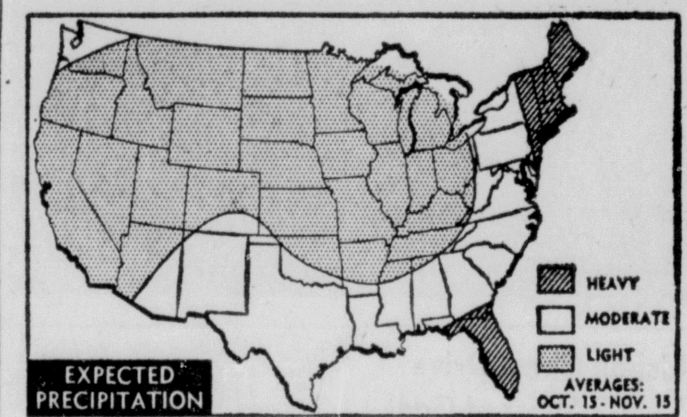 HEAVY
MODERATE
LIGHT
AVERAGES:
OCT. 15 - NOV. 15
EXPECTED
PRECIPITATION